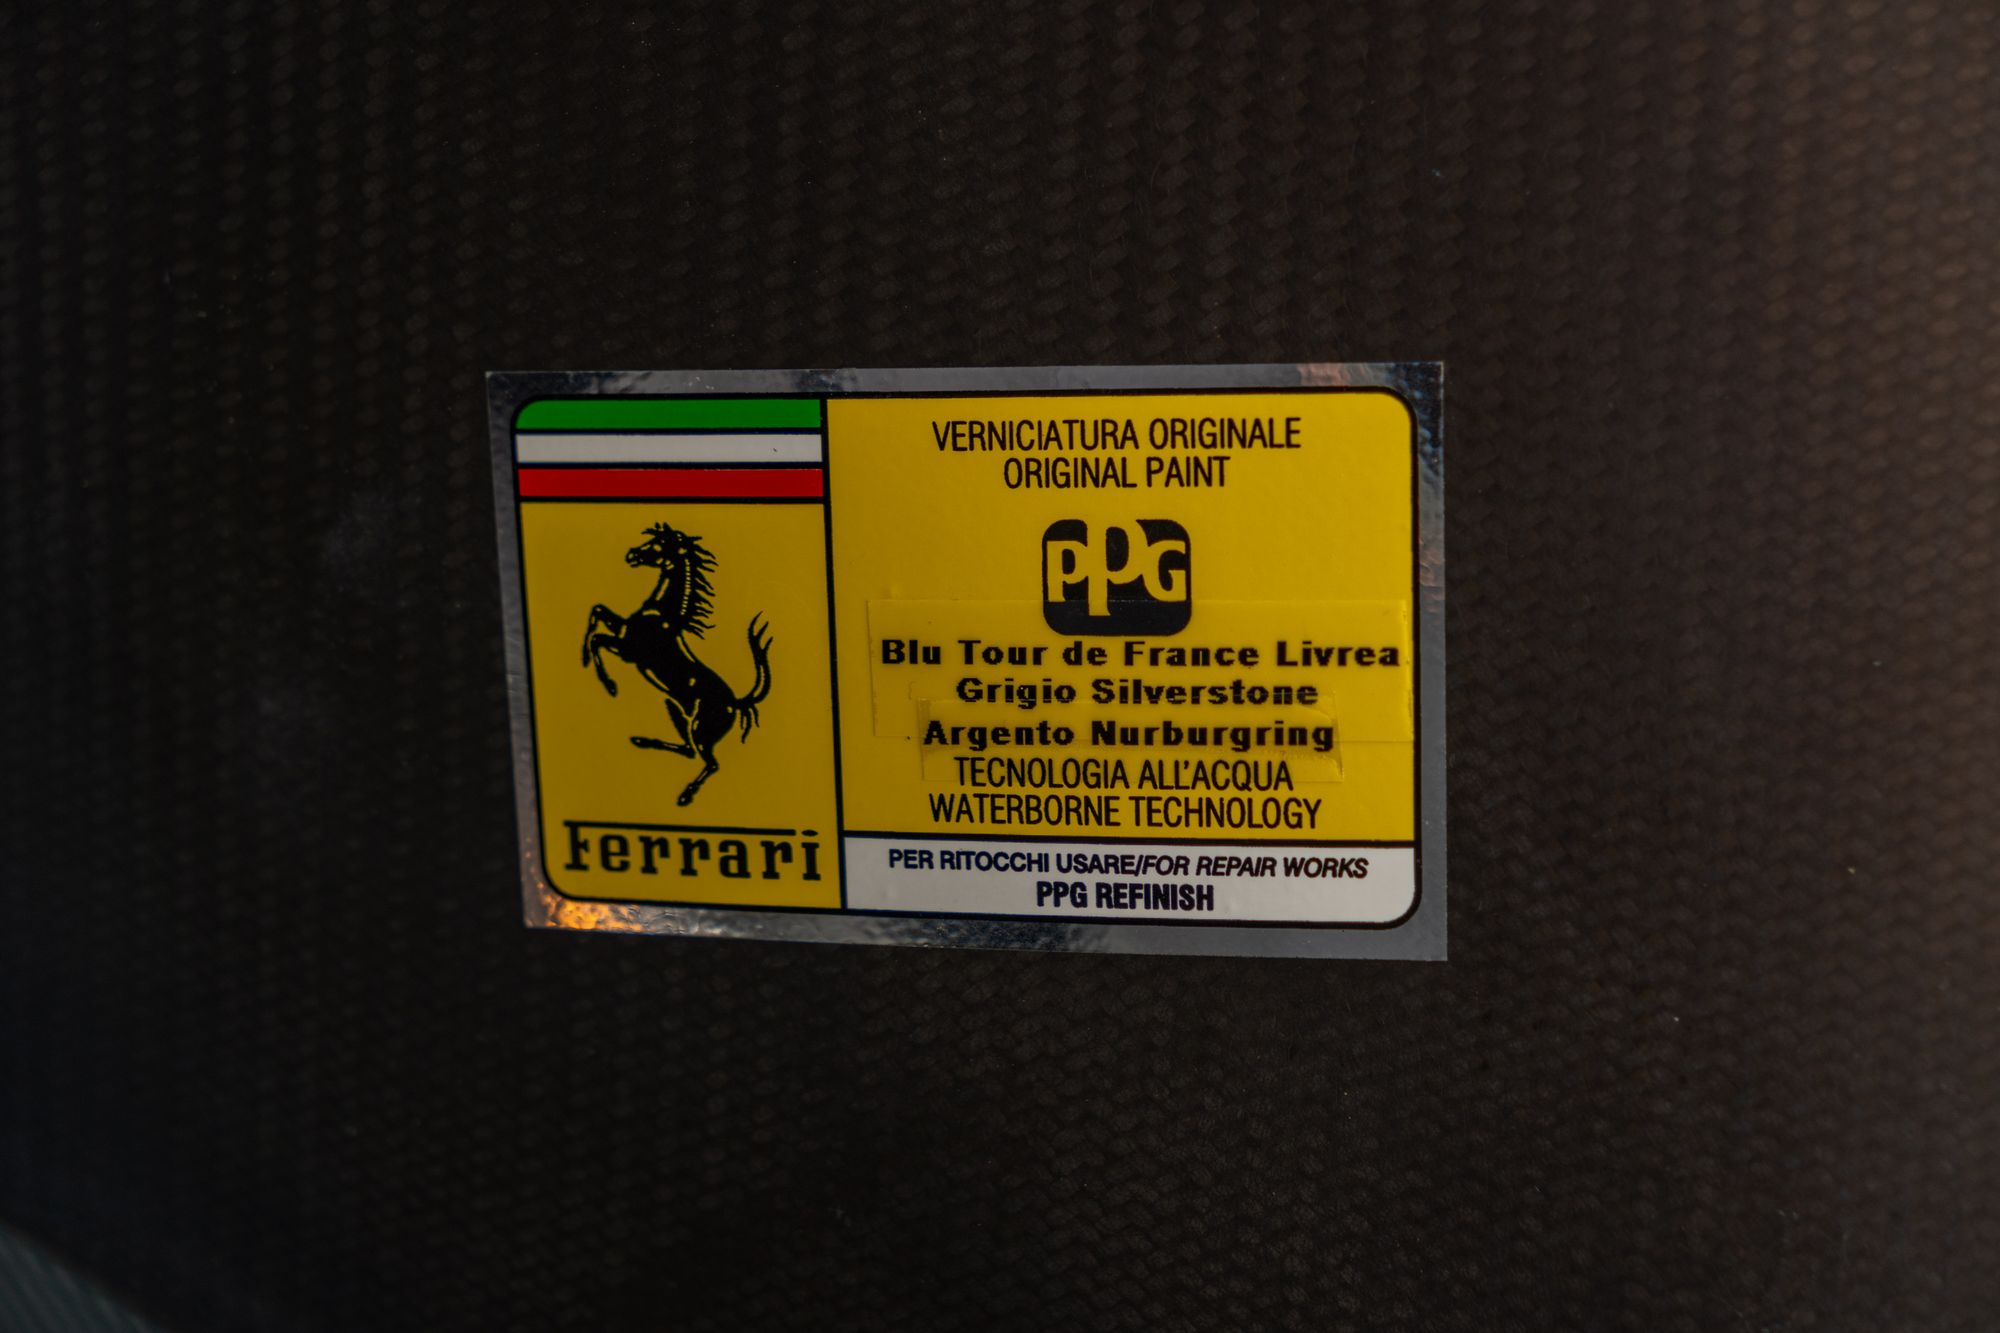 VERNICIATURA ORIGINALE
ORIGINAL PAINT
PPG
Blu Tour de France Livrea
Grigio Silverstone
Argento Nurburgring
TECNOLOGIA ALL'ACQUA
WATERBORNE TECHNOLOGY
Ferrari
PER RITOCCHI USARE/FOR REPAIR WORKS
PPG REFINISH